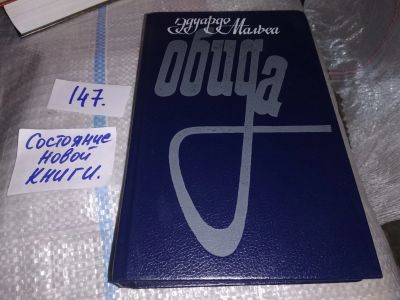 Эдуардо
Мальеа
Обида
147.
Состояние
новой
книги.